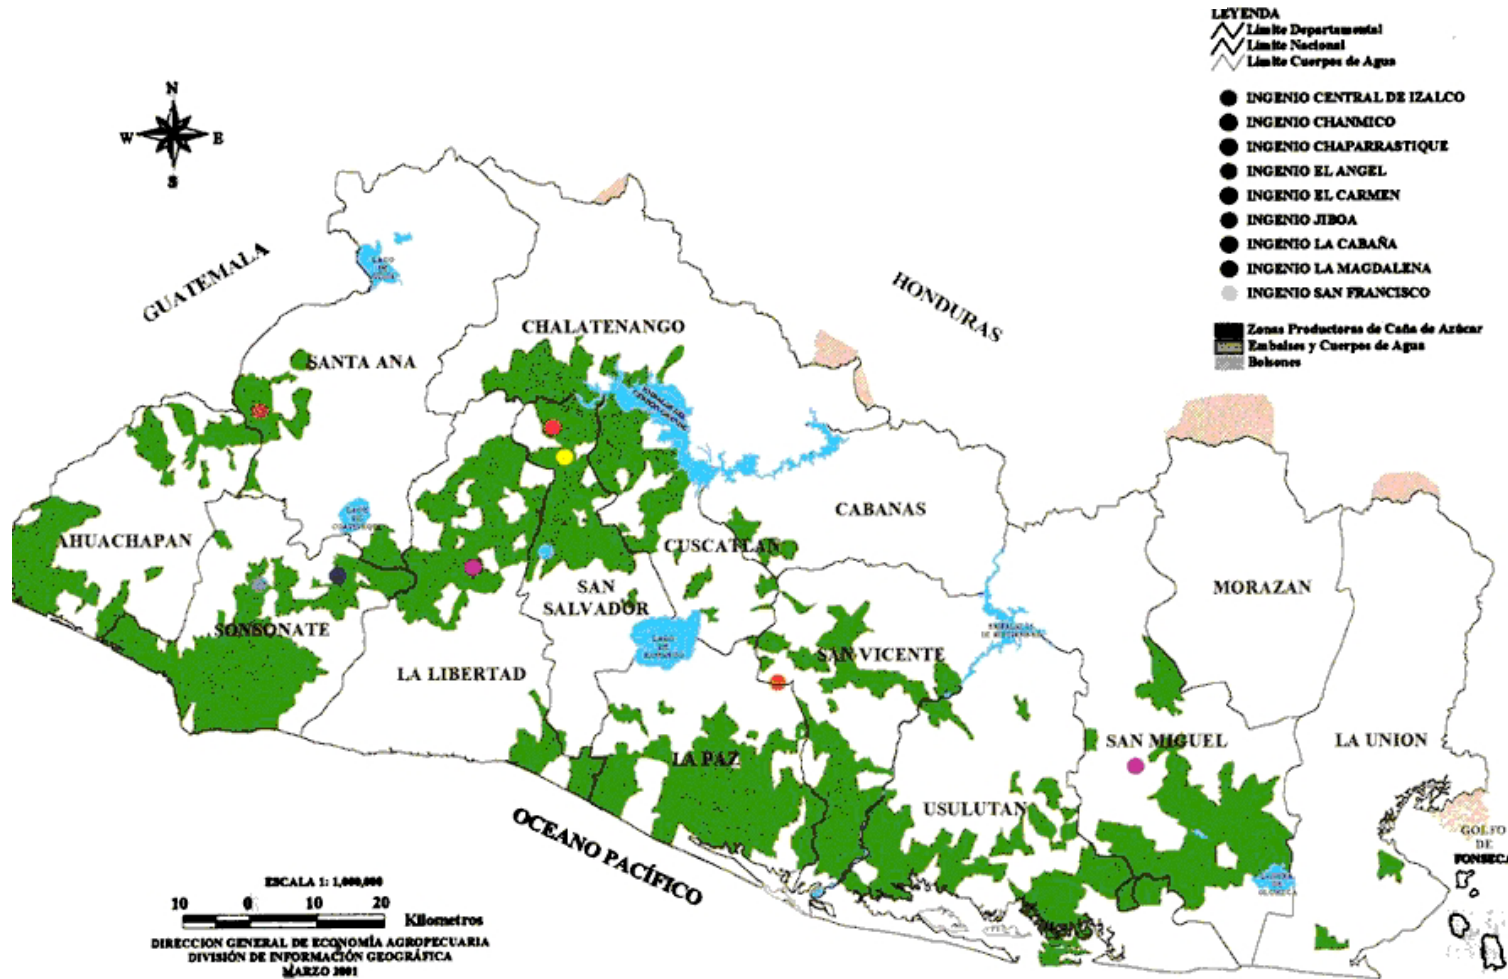 LEYENDA
Límite Departamental
Límite Nacional
Límite Cuerpos de Agua
INGENIO CENTRAL DE IZALCO
INGENIO CHANMICO
INGENIO CHAPARRASTIQUE
INGENIO EL ANGEL
INGENIO EL CARMEN
INGENIO JIBOA
INGENIO LA CABAÑA
INGENIO LA MAGDALENA
INGENIO SAN FRANCISCO
Zonas Productoras de Caña de Azúcar
Embalses y Cuerpos de Agua
Bolsones
N
W E
S
GUATEMALA
HONDURAS
CHALATENANGO
SANTA ANA
LAGO
DE
CABANAS
AHUACHAPAN
CUSCATLAN
MORAZAN
SAN
SALVADOR
SONSONATE
LAGO
DE
SAN VICENTE
LA LIBERTAD
SAN MIGUEL
LA UNION
LA PAZ
USULUTAN
OCEANO PACÍFICO
GOLFO
DE
FONSECA
ESCALA 1: 1,000,000
10 0 10 20
Kilometros
DIRECCION GENERAL DE ECONOMÍA AGROPECUARIA
DIVISIÓN DE INFORMACIÓN GEOGRÁFICA
MARZO 2001